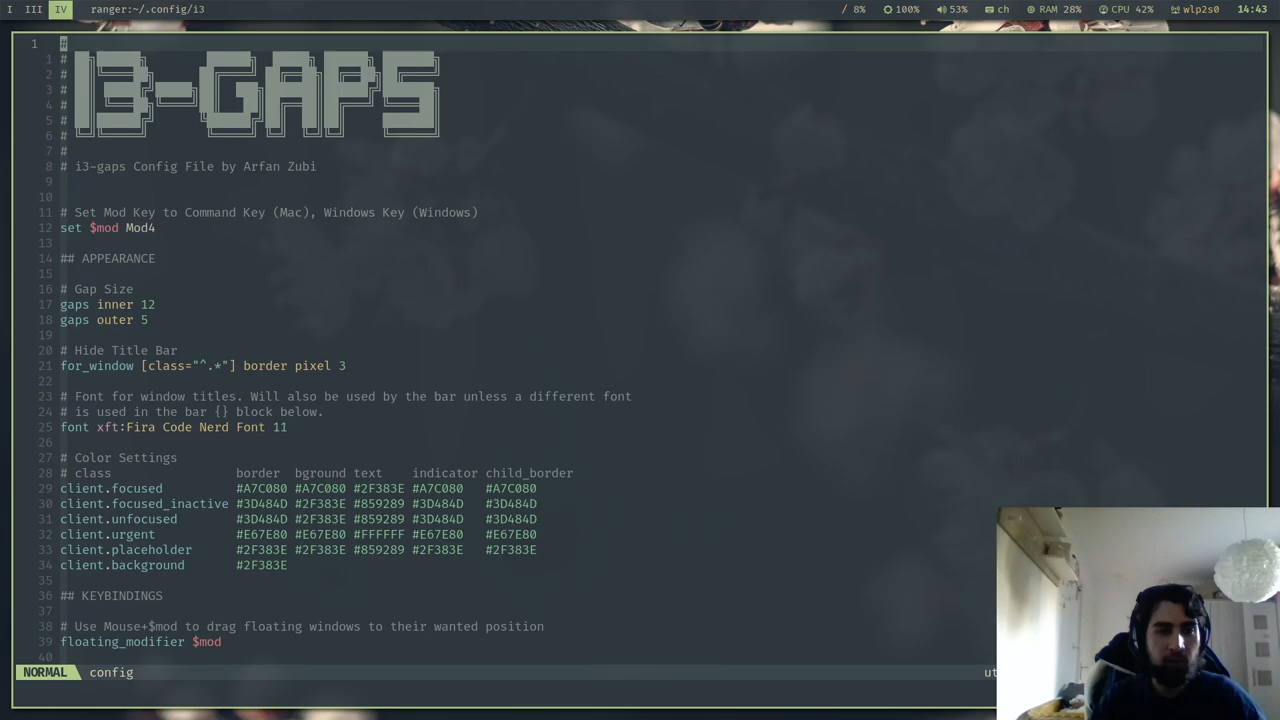 I III IV ranger:~/.config/i3 / 8% 100% 53% ch RAM 28% CPU 42% wlp2s0 14:43
1 #
1 # I3-GAPS
2 #
3 #
4 #
5 #
6 #
7 #
8 # i3-gaps Config File by Arfan Zubi
9
10
11 # Set Mod Key to Command Key (Mac), Windows Key (Windows)
12 set $mod Mod4
13
14 ## APPEARANCE
15
16 # Gap Size
17 gaps inner 12
18 gaps outer 5
19
20 # Hide Title Bar
21 for_window [class="^.*"] border pixel 3
22
23 # Font for window titles. Will also be used by the bar unless a different font
24 # is used in the bar {} block below.
25 font xft:Fira Code Nerd Font 11
26
27 # Color Settings
28 # class border bground text indicator child_border
29 client.focused #A7C080 #A7C080 #2F383E #A7C080 #A7C080
30 client.focused_inactive #3D484D #2F383E #859289 #3D484D #3D484D
31 client.unfocused #3D484D #2F383E #859289 #3D484D #3D484D
32 client.urgent #E67E80 #E67E80 #FFFFFF #E67E80 #E67E80
33 client.placeholder #2F383E #2F383E #859289 #2F383E #2F383E
34 client.background #2F383E
35
36 ## KEYBINDINGS
37
38 # Use Mouse+$mod to drag floating windows to their wanted position
39 floating_modifier $mod
40
NORMAL config ut